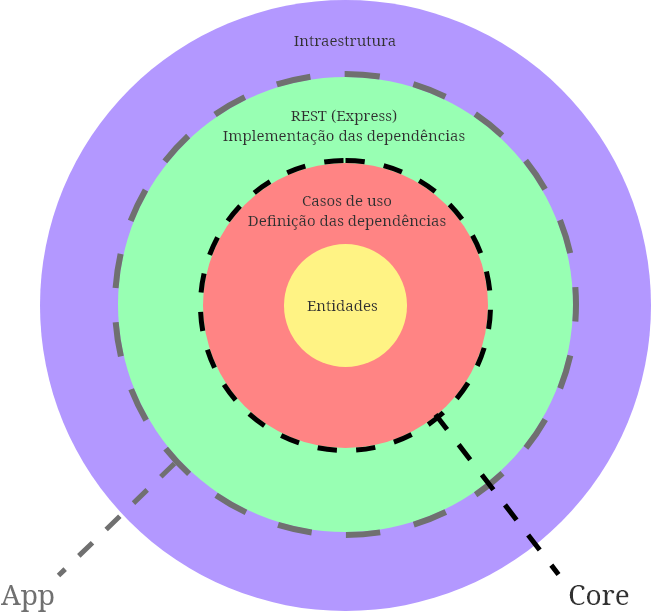 Intraestrutura
REST (Express)
Implementação das dependências
Casos de uso
Definição das dependências
Entidades
App
Core